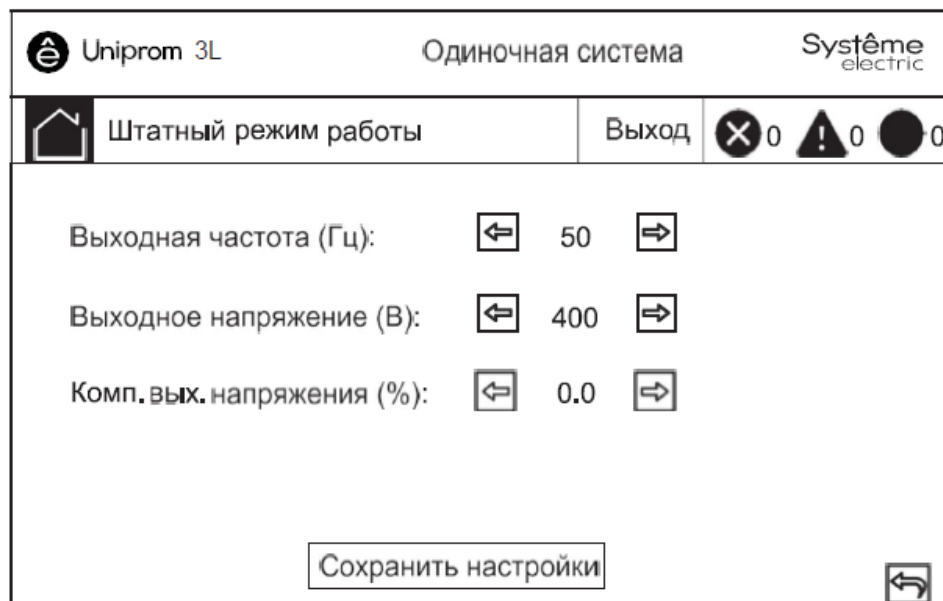 ê Uniprom 3L Одиночная система Système electric
Штатный режим работы Выход 0 0 0
Выходная частота (Гц): 50
Выходное напряжение (В): 400
Комп. вых. напряжения (%): 0.0
Сохранить настройки